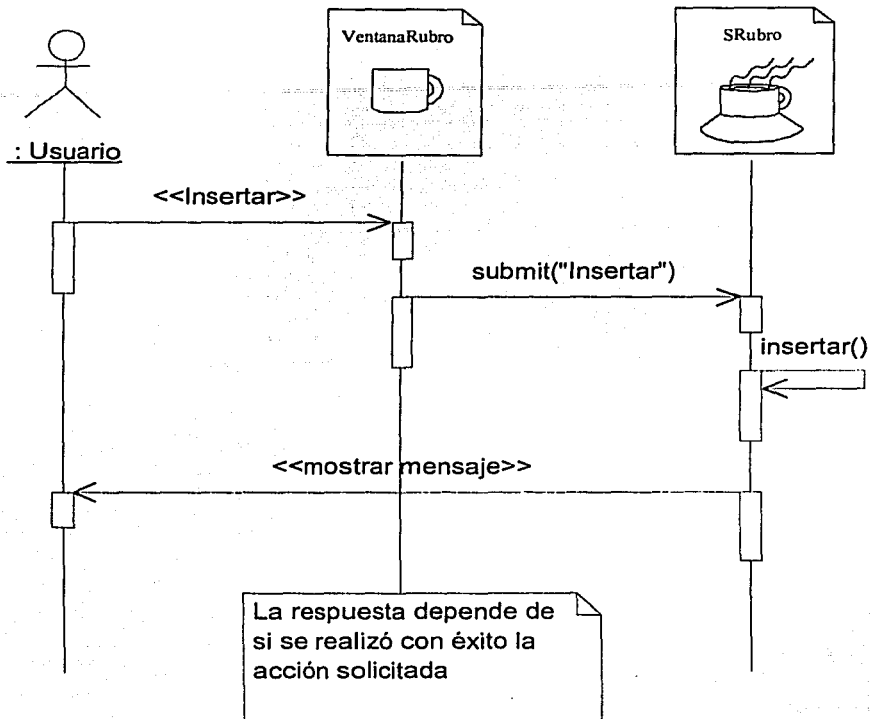 VentanaRubro
SRubro
: Usuario
<<Insertar>>
submit("Insertar")
insertar()
<<mostrar mensaje>>
La respuesta depende de
si se realizó con éxito la
acción solicitada